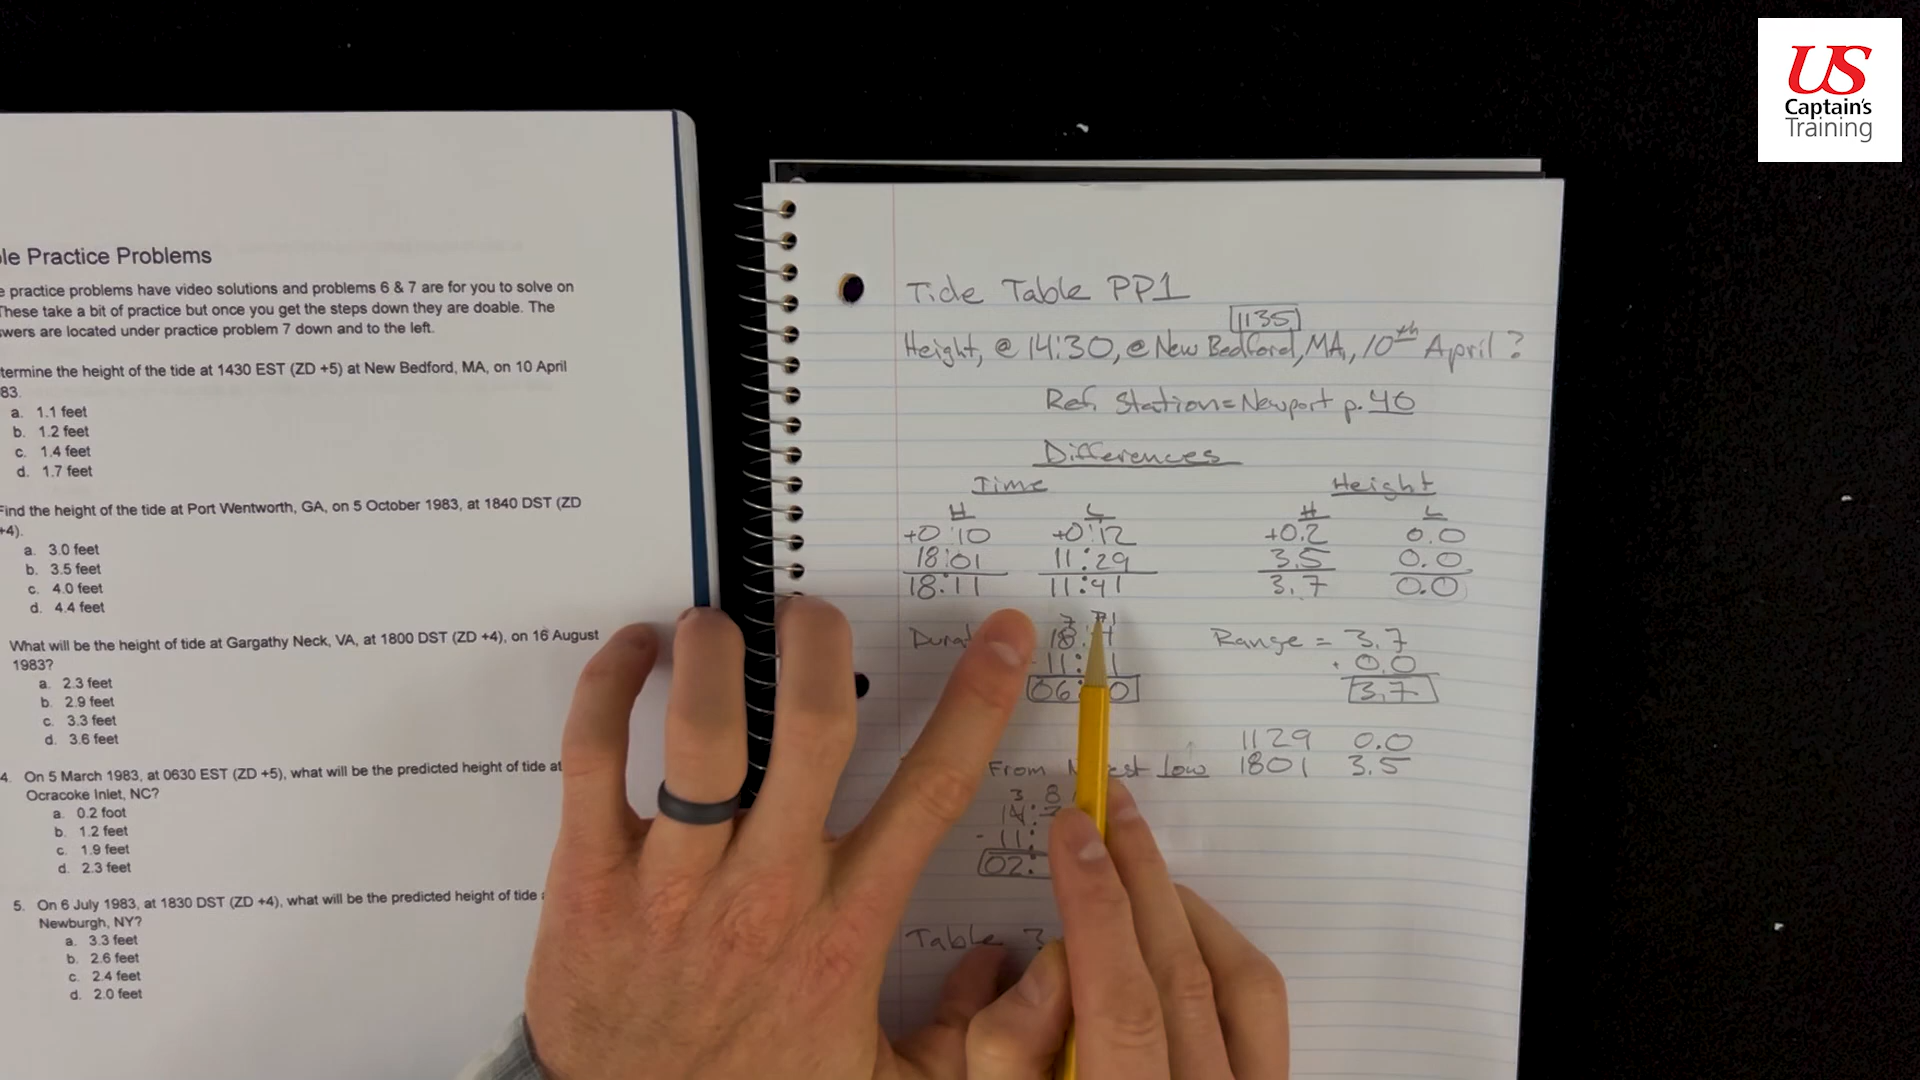 US
Captain's
Training
le Practice Problems
e practice problems have video solutions and problems 6 & 7 are for you to solve on
These take a bit of practice but once you get the steps down they are doable. The
wers are located under practice problem 7 down and to the left.
termine the height of the tide at 1430 EST (ZD +5) at New Bedford, MA, on 10 April
83.
a. 1.1 feet
b. 1.2 feet
c. 1.4 feet
d. 1.7 feet
Find the height of the tide at Port Wentworth, GA, on 5 October 1983, at 1840 DST (ZD
+4).
a. 3.0 feet
b. 3.5 feet
c. 4.0 feet
d. 4.4 feet
What will be the height of tide at Gargathy Neck, VA, at 1800 DST (ZD +4), on 16 August
1983?
a. 2.3 feet
b. 2.9 feet
c. 3.3 feet
d. 3.6 feet
4. On 5 March 1983, at 0630 EST (ZD +5), what will be the predicted height of tide at
Ocracoke Inlet, NC?
a. 0.2 foot
b. 1.2 feet
c. 1.9 feet
d. 2.3 feet
5. On 6 July 1983, at 1830 DST (ZD +4), what will be the predicted height of tide
Newburgh, NY?
a. 3.3 feet
b. 2.6 feet
c. 2.4 feet
d. 2.0 feet
Tide Table PP1
1135
Height, @ 14:30, @ New Bedford, MA, 10th April?
Ref. Station = Newport p. 40
Differences
Time Height
H L H L
+0:10 +0:12 +0.2 0.0
18:01 11:29 3.5 0.0
18:11 11:41 3.7 0.0
Range = 3.7
0.0
3.7
1129 0.0
From Low 1801 3.5
3 8
11:
02:
Table 3